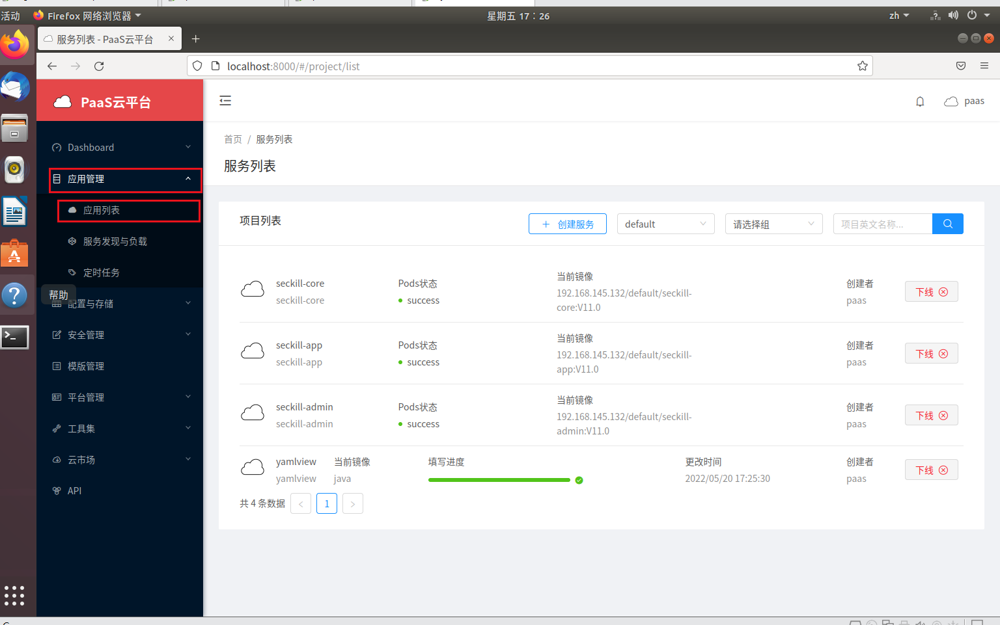 活动
Firefox 网络浏览器
星期五 17：26
zh
服务列表 - PaaS云平台
localhost:8000/#/project/list
PaaS云平台
paas
Dashboard
应用管理
应用列表
服务发现与负载
定时任务
帮助
配置与存储
安全管理
模版管理
平台管理
工具集
云市场
API
首页 / 服务列表
服务列表
项目列表
创建服务
default
请选择组
项目英文名称...
seckill-core
seckill-core
Pods状态
success
当前镜像
192.168.145.132/default/seckill-
core:V11.0
创建者
paas
下线
seckill-app
seckill-app
Pods状态
success
当前镜像
192.168.145.132/default/seckill-
app:V11.0
创建者
paas
下线
seckill-admin
seckill-admin
Pods状态
success
当前镜像
192.168.145.132/default/seckill-
admin:V11.0
创建者
paas
下线
yamlview
yamlview
当前镜像
java
填写进度
更改时间
2022/05/20 17:25:30
创建者
paas
下线
共 4 条数据
<
1
>